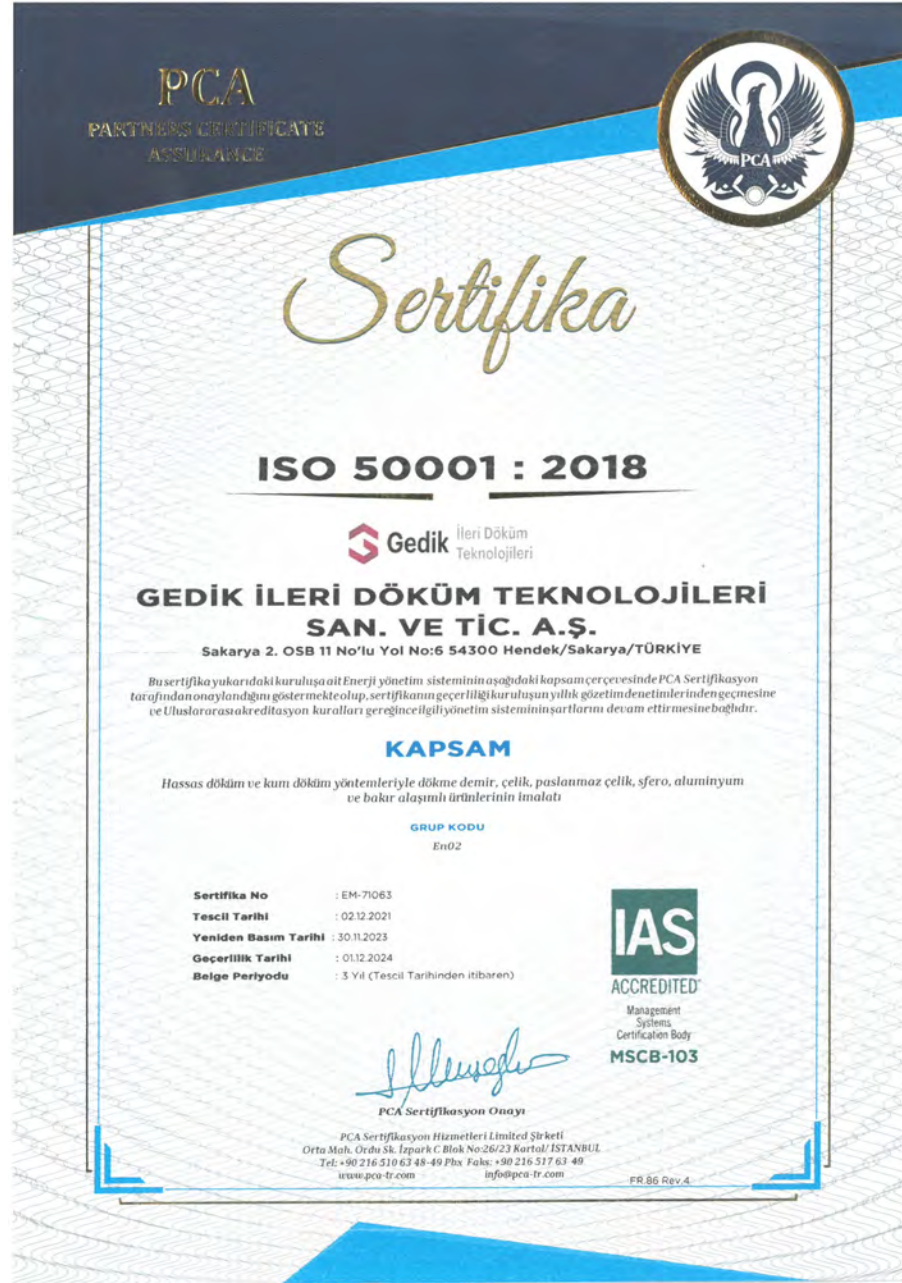 PCA
PARTNERS CERTIFICATE
ASSURANCE
PCA
Sertifika
ISO 50001 : 2018
Gedik İleri Döküm
Teknolojileri
GEDİK İLERİ DÖKÜM TEKNOLOJİLERİ
SAN. VE TİC. A.Ş.
Sakarya 2. OSB 11 No'lu Yol No:6 54300 Hendek/Sakarya/TÜRKİYE
Bu sertifika yukarıdaki kuruluşa ait Enerji yönetim sisteminin aşağıdaki kapsam çerçevesinde PCA Sertifikasyon
tarafından onaylandığını göstermekte olup, sertifikanın geçerliliği kuruluşun yıllık gözetim denetimlerinden geçmesine
ve Uluslararası akreditasyon kuralları gereğince ilgili yönetim sisteminin şartlarını devam ettirmesine bağlıdır.
KAPSAM
Hassas döküm ve kum döküm yöntemleriyle dökme demir, çelik, paslanmaz çelik, sfero, aluminyum
ve bakır alaşımlı ürünlerinin imalatı
GRUP KODU
En02
Sertifika No : EM-71063
Tescil Tarihi : 02.12.2021
Yeniden Basım Tarihi : 30.11.2023
Geçerlilik Tarihi : 01.12.2024
Belge Periyodu : 3 Yıl (Tescil Tarihinden itibaren)
IAS
ACCREDITED
Management
Systems
Certification Body
MSCB-103
PCA Sertifikasyon Onayı
PCA Sertifikasyon Hizmetleri Limited Şirketi
Orta Mah. Ordu Sk. İzpark C Blok No:26/23 Kartal/ İSTANBUL
Tel: +90 216 510 63 48-49 Pbx Faks: +90 216 517 63 49
www.pca-tr.com info@pca-tr.com
FR.86 Rev.4